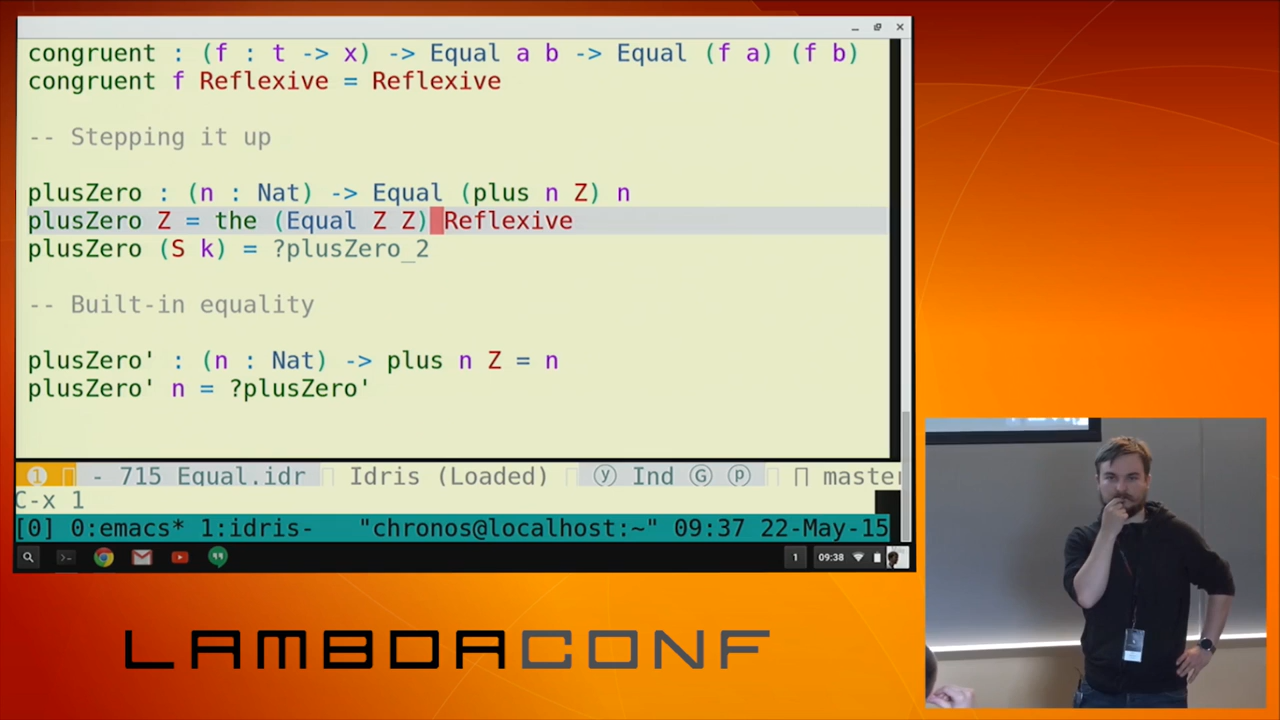 congruent : (f : t -> x) -> Equal a b -> Equal (f a) (f b)
congruent f Reflexive = Reflexive
-- Stepping it up
plusZero : (n : Nat) -> Equal (plus n Z) n
plusZero Z = the (Equal Z Z) Reflexive
plusZero (S k) = ?plusZero_2
-- Built-in equality
plusZero' : (n : Nat) -> plus n Z = n
plusZero' n = ?plusZero'
1 - 715 Equal.idr Idris (Loaded) y Ind G p master
C-x 1
[0] 0:emacs* 1:idris- "chronos@localhost:~" 09:37 22-May-15
1 09:38
LAMBDACONF